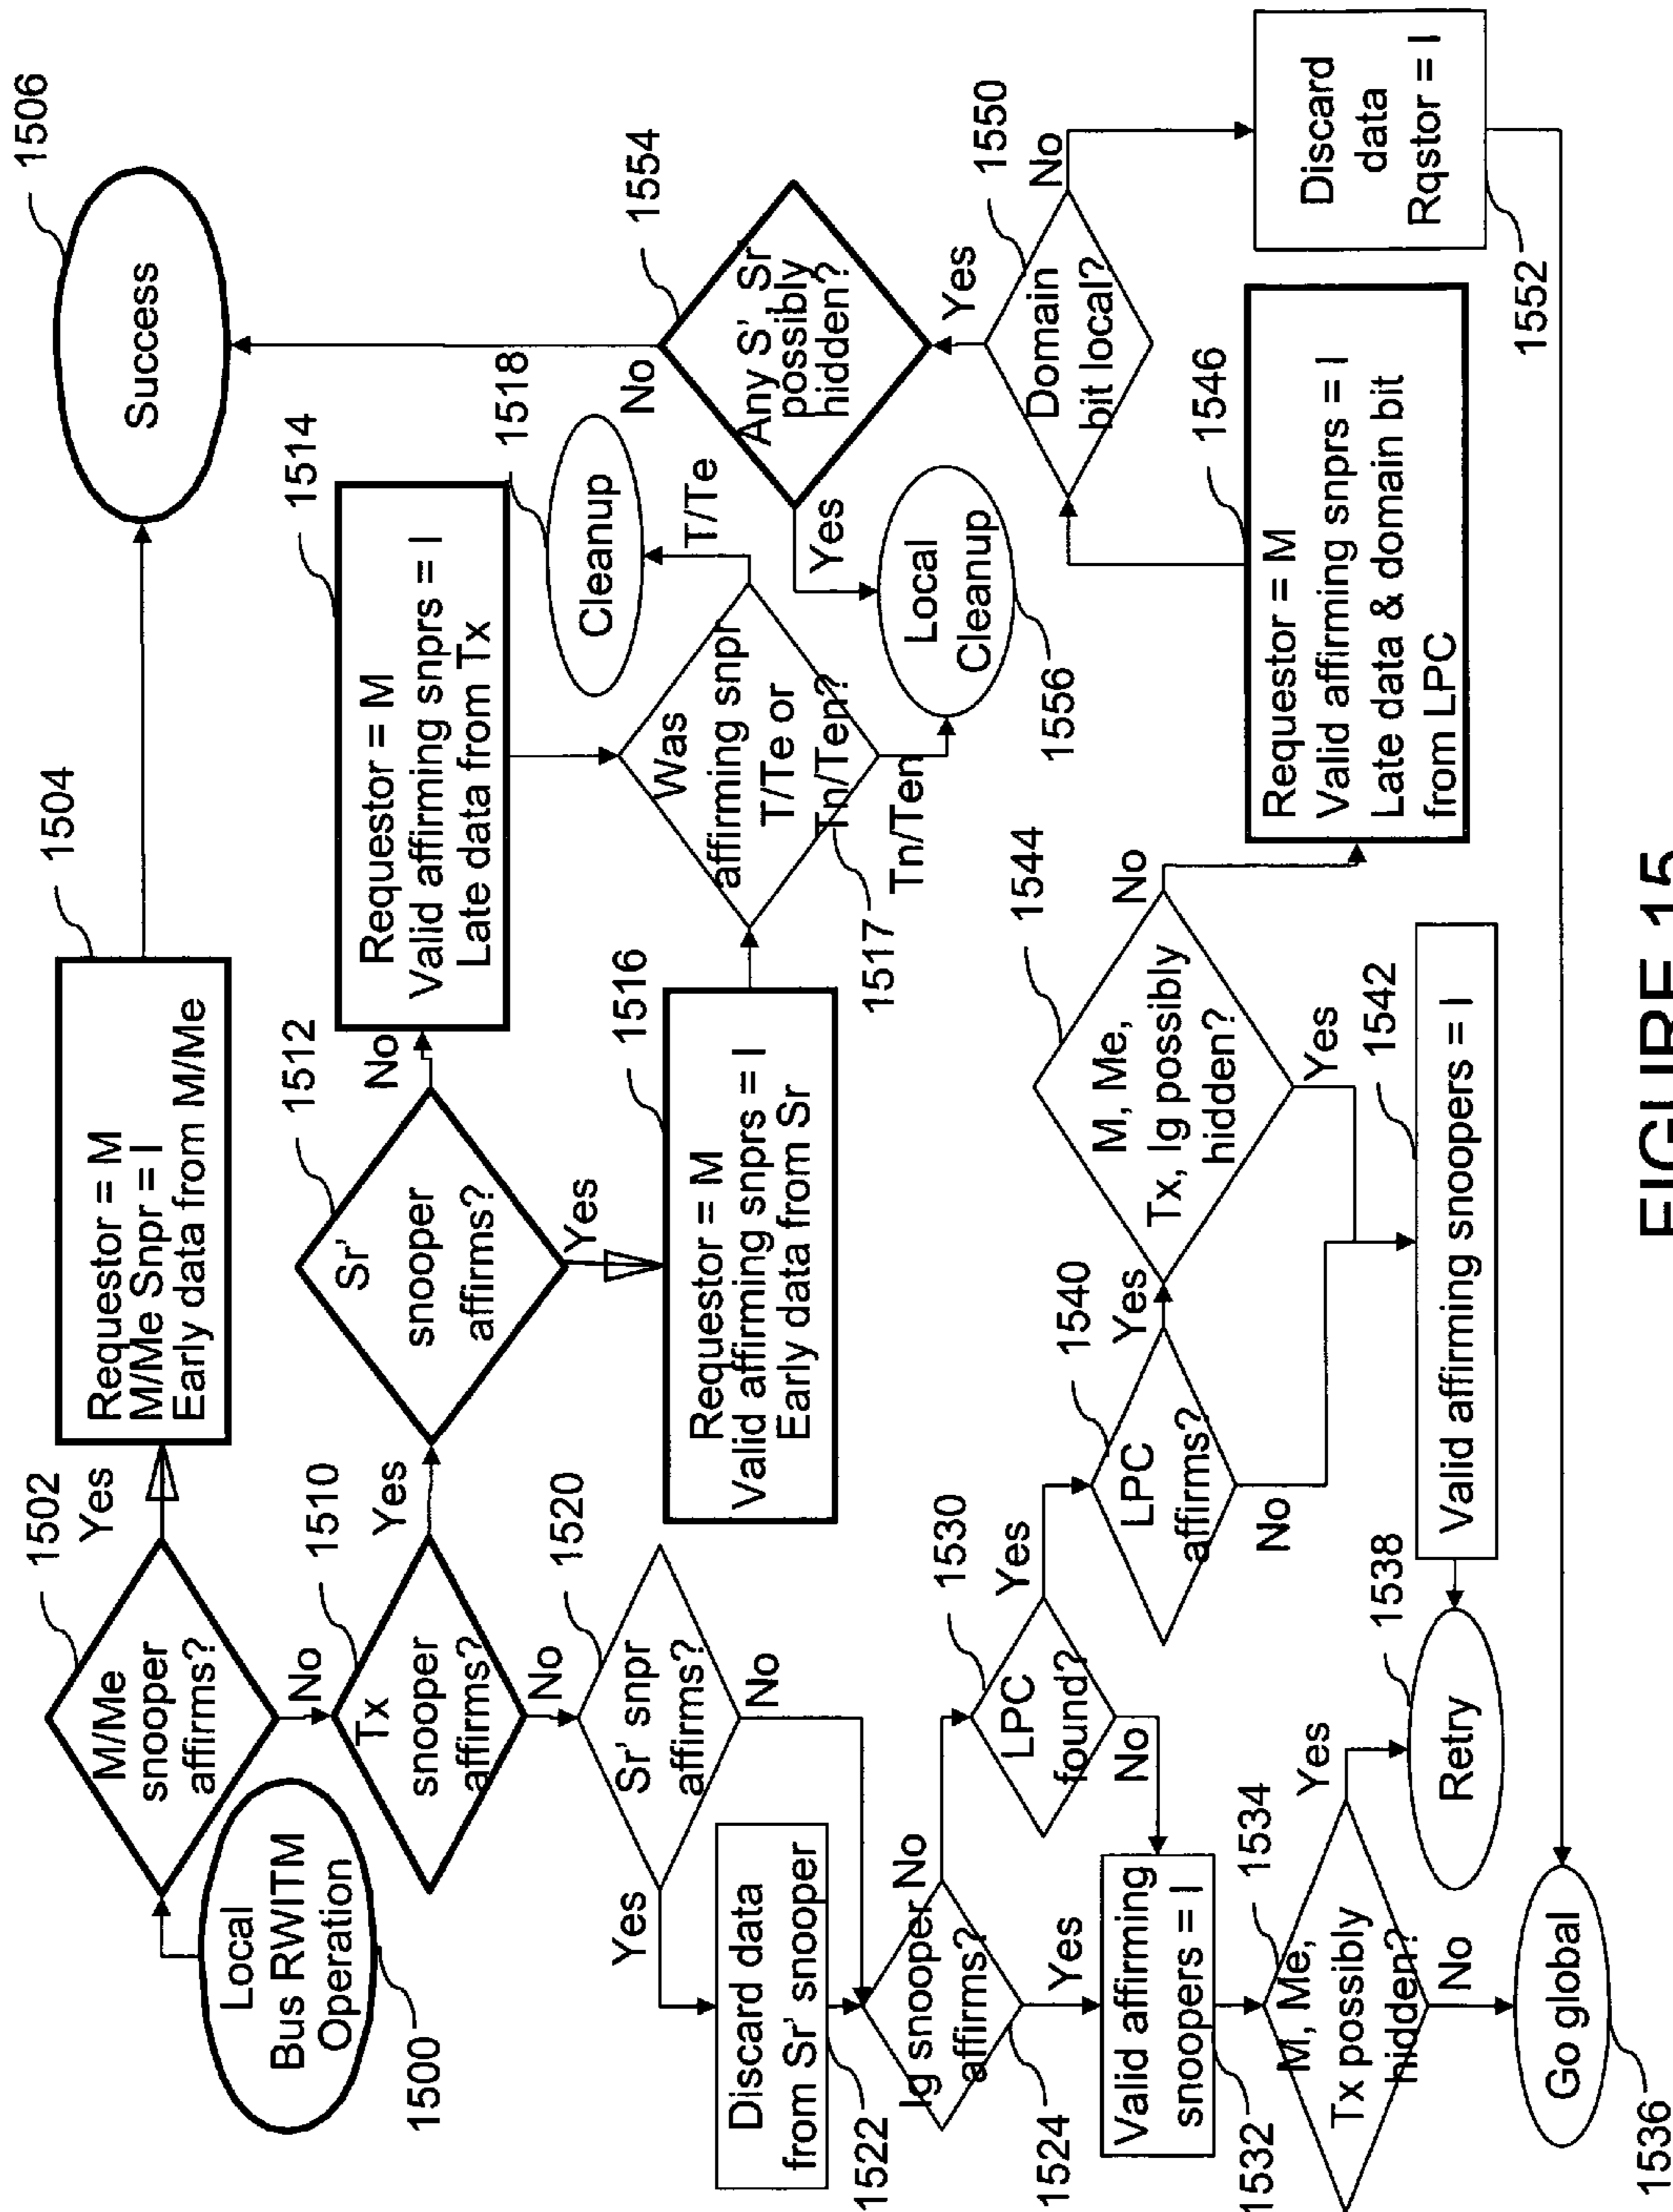 1500
Local
Bus RWITM
Operation
1502
M/Me
snooper
affirms?
Yes
No
1504
Requestor = M
M/Me Snpr = I
Early data from M/Me
1506
Success
1510
Tx
snooper
affirms?
Yes
No
1512
Sr'
snooper
affirms?
No
Yes
1514
Requestor = M
Valid affirming snprs = I
Late data from Tx
1516
Requestor = M
Valid affirming snprs = I
Early data from Sr
1517
Was
affirming snpr
T/Te or
Tn/Ten?
T/Te
Tn/Ten
1518
Cleanup
1520
Sr' snpr
affirms?
Yes
No
1522
Discard data
from Sr' snooper
1524
Ig snooper
affirms?
No
Yes
1530
LPC
found?
Yes
No
1532
Valid affirming
snoopers = I
1534
M, Me,
Tx possibly
hidden?
Yes
No
1536
Go global
1538
Retry
1540
LPC
affirms?
Yes
No
1542
Valid affirming snoopers = I
1544
M, Me,
Tx, Ig possibly
hidden?
No
Yes
1546
Requestor = M
Valid affirming snprs = I
Late data & domain bit
from LPC
1550
Domain
bit local?
Yes
No
1552
Discard
data
Rqstor = I
1554
Any S' Sr
possibly
hidden?
No
Yes
1556
Local
Cleanup
FIGURE 15